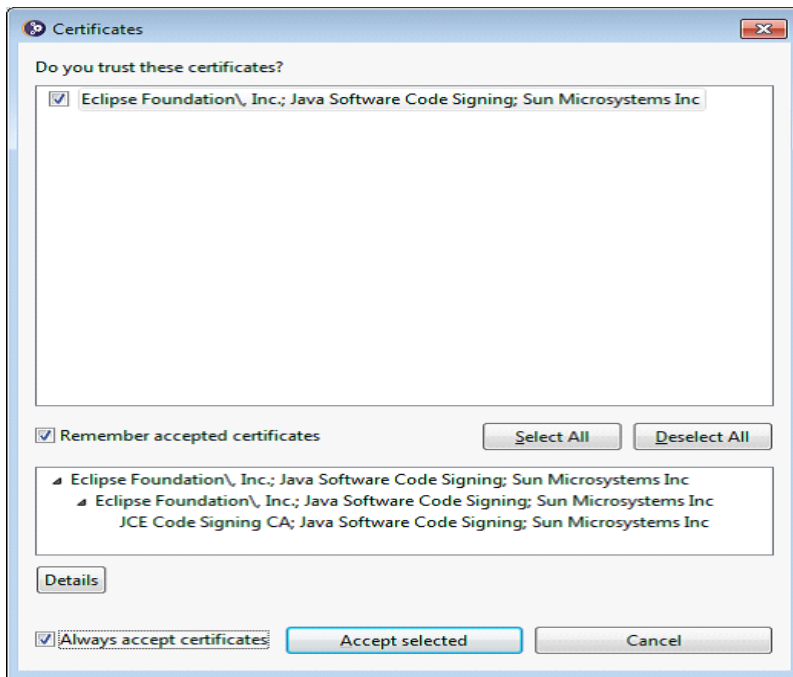 Certificates
Do you trust these certificates?
Eclipse Foundation\, Inc.; Java Software Code Signing; Sun Microsystems Inc
Remember accepted certificates
Select All
Deselect All
Eclipse Foundation\, Inc.; Java Software Code Signing; Sun Microsystems Inc
Eclipse Foundation\, Inc.; Java Software Code Signing; Sun Microsystems Inc
JCE Code Signing CA; Java Software Code Signing; Sun Microsystems Inc
Details
Always accept certificates
Accept selected
Cancel